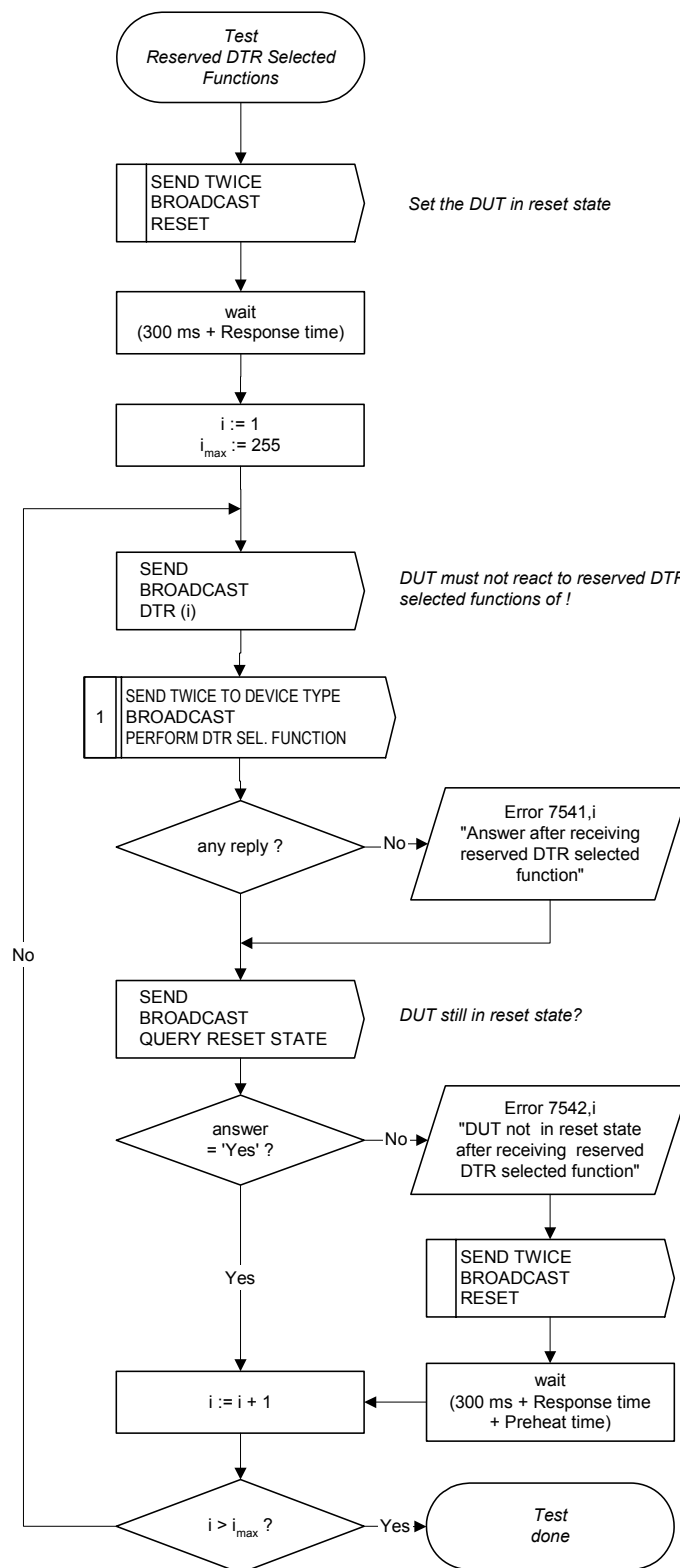 Test
Reserved DTR Selected
Functions
SEND TWICE
BROADCAST
RESET
Set the DUT in reset state
wait
(300 ms + Response time)
i := 1
imax := 255
SEND
BROADCAST
DTR (i)
DUT must not react to reserved DTR
selected functions of !
1
SEND TWICE TO DEVICE TYPE
BROADCAST
PERFORM DTR SEL. FUNCTION
any reply ?
No
Error 7541,i
"Answer after receiving
reserved DTR selected
function"
No
SEND
BROADCAST
QUERY RESET STATE
DUT still in reset state?
answer
= 'Yes' ?
No
Error 7542,i
"DUT not in reset state
after receiving reserved
DTR selected function"
Yes
SEND TWICE
BROADCAST
RESET
i := i + 1
wait
(300 ms + Response time
+ Preheat time)
i > imax ?
Yes
Test
done